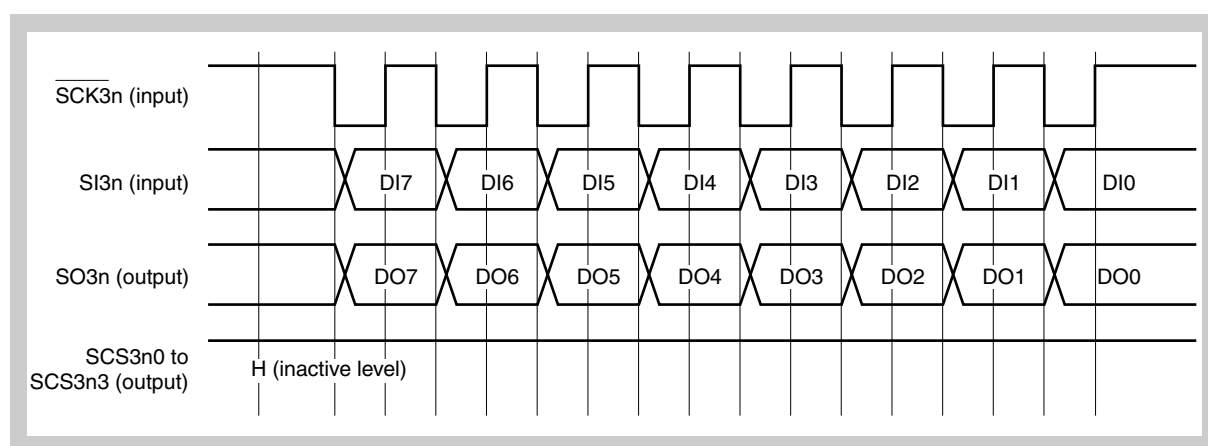 SCK3n (input)
SI3n (input)
DI7 DI6 DI5 DI4 DI3 DI2 DI1 DI0
SO3n (output)
DO7 DO6 DO5 DO4 DO3 DO2 DO1 DO0
SCS3n0 to
SCS3n3 (output)
H (inactive level)